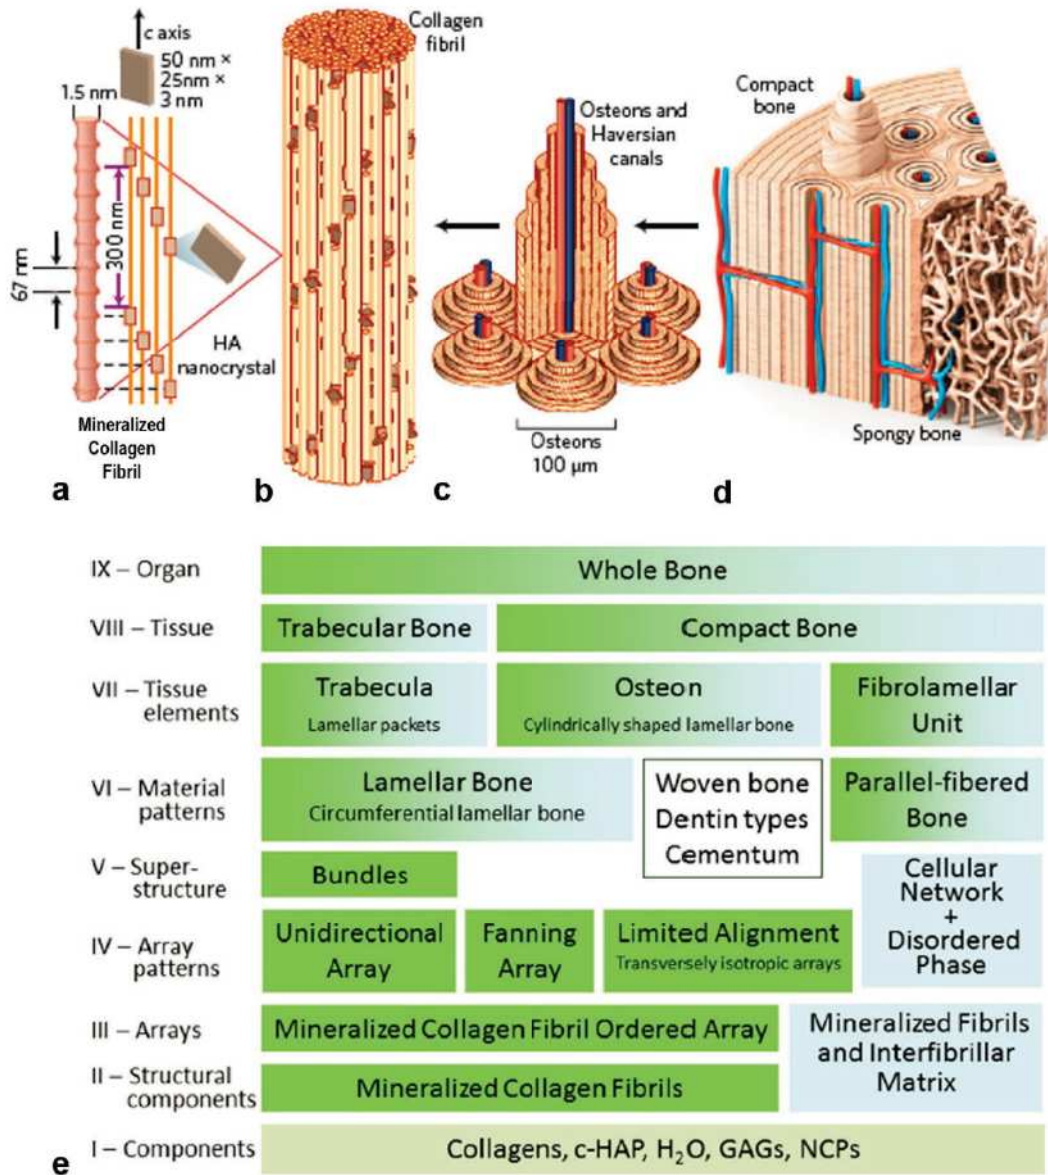 c axis
50 nm ×
25nm ×
3 nm
1.5 nm
300 nm
67 nm
HA
nanocrystal
Mineralized
Collagen
Fibril
a
Collagen
fibril
b
Osteons and
Haversian
canals
Osteons
100 μm
c
Compact
bone
Spongy bone
d
IX – Organ
Whole Bone
VIII – Tissue
Trabecular Bone
Compact Bone
VII – Tissue
elements
Trabecula
Lamellar packets
Osteon
Cylindrically shaped lamellar bone
Fibrolamellar
Unit
VI – Material
patterns
Lamellar Bone
Circumferential lamellar bone
Woven bone
Dentin types
Cementum
Parallel-fibered
Bone
V – Super-
structure
Bundles
Cellular
Network
+
Disordered
Phase
IV – Array
patterns
Unidirectional
Array
Fanning
Array
Limited Alignment
Transversely isotropic arrays
III – Arrays
Mineralized Collagen Fibril Ordered Array
Mineralized Fibrils
and Interfibrillar
Matrix
II – Structural
components
Mineralized Collagen Fibrils
I – Components
Collagens, c-HAP, H₂O, GAGs, NCPs
e